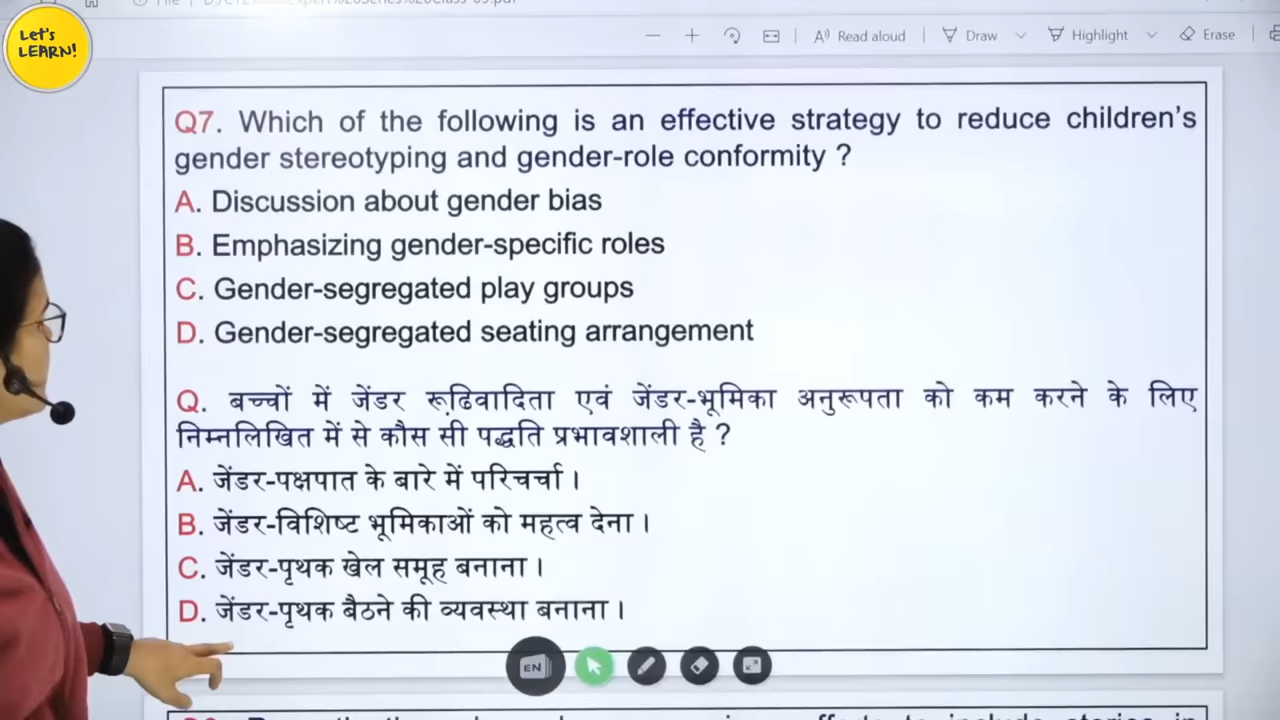 Let's
LEARN!
Read aloud
Draw
Highlight
Erase
Q7. Which of the following is an effective strategy to reduce children's
gender stereotyping and gender-role conformity ?
A. Discussion about gender bias
B. Emphasizing gender-specific roles
C. Gender-segregated play groups
D. Gender-segregated seating arrangement
Q. बच्चों में जेंडर रूढ़िवादिता एवं जेंडर-भूमिका अनुरूपता को कम करने के लिए
निम्नलिखित में से कौस सी पद्धति प्रभावशाली है ?
A. जेंडर-पक्षपात के बारे में परिचर्चा।
B. जेंडर-विशिष्ट भूमिकाओं को महत्व देना।
C. जेंडर-पृथक खेल समूह बनाना।
D. जेंडर-पृथक बैठने की व्यवस्था बनाना।
EN